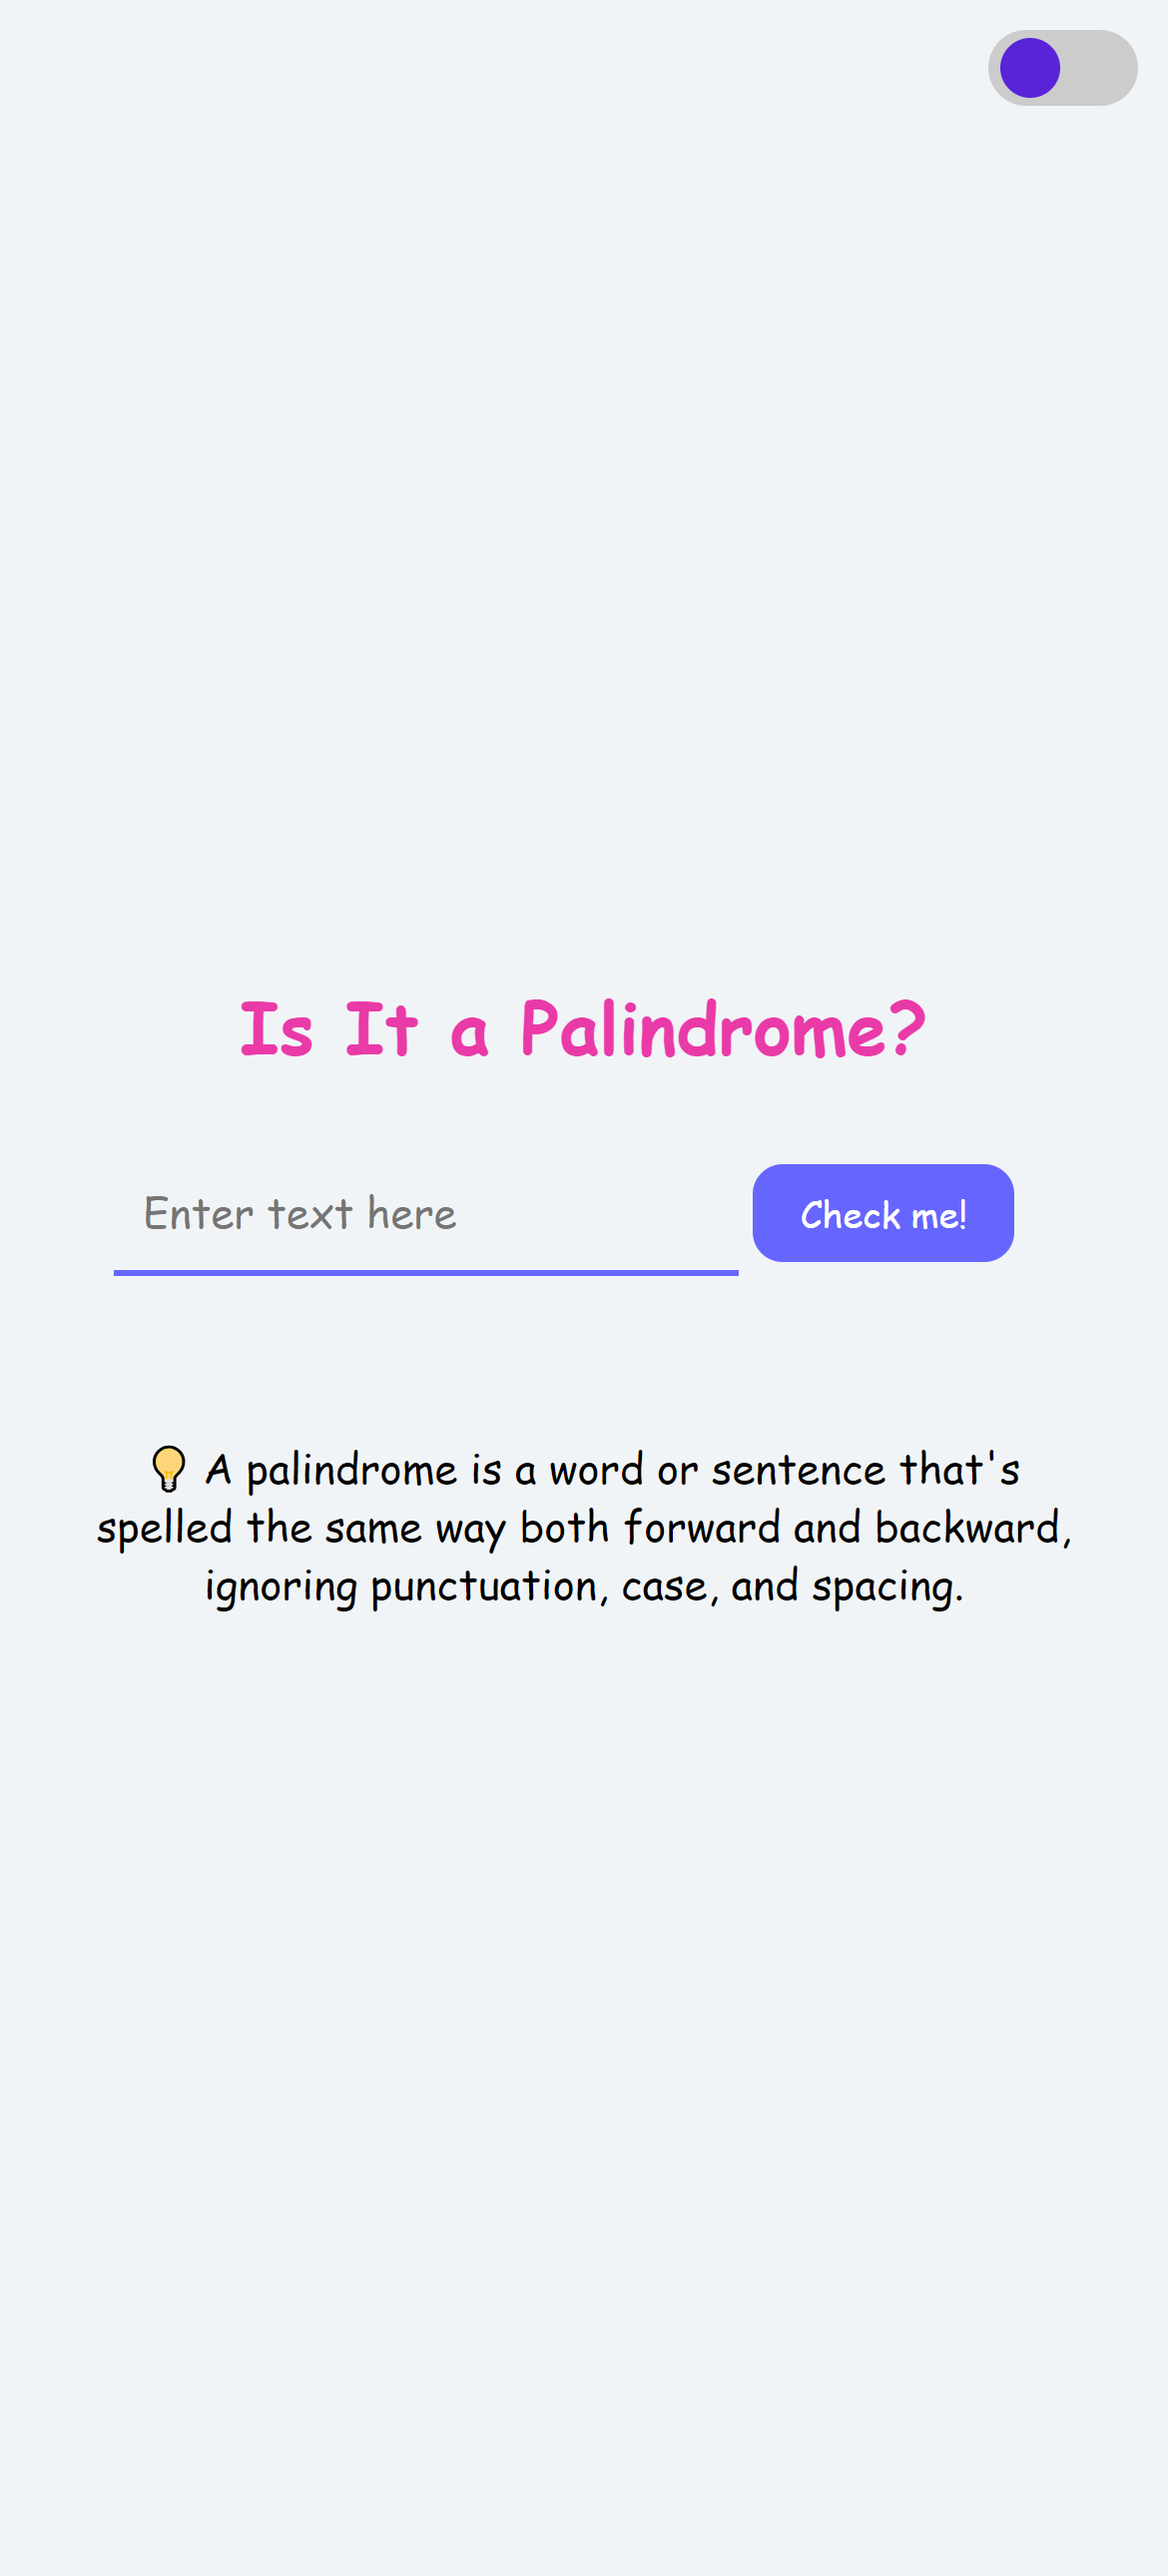 Is It a Palindrome?
Enter text here
Check me!
💡 A palindrome is a word or sentence that's
spelled the same way both forward and backward,
ignoring punctuation, case, and spacing.